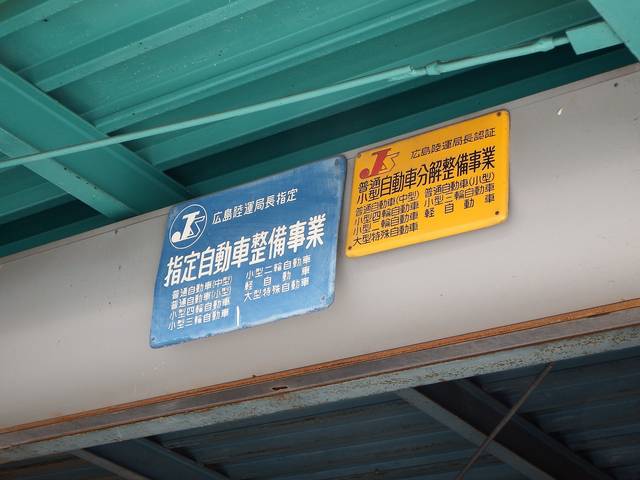 JS 広島陸運局長指定
指定自動車整備事業
普通自動車(中型) 小型二輪自動車
普通自動車(小型) 軽自動車
小型四輪自動車 大型特殊自動車
小型三輪自動車
JS 広島陸運局長認証
普通
小型自動車分解整備事業
普通自動車(中型) 普通自動車(小型)
小型四輪自動車 小型三輪自動車
小型二輪自動車 軽自動車
大型特殊自動車